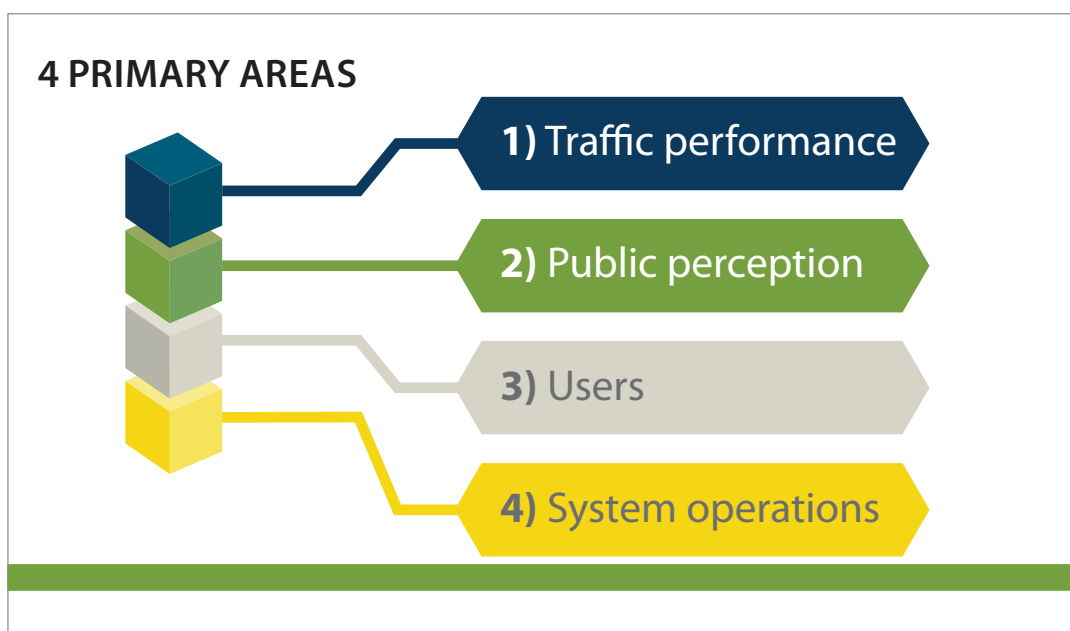 4 PRIMARY AREAS
1) Traffic performance
2) Public perception
3) Users
4) System operations